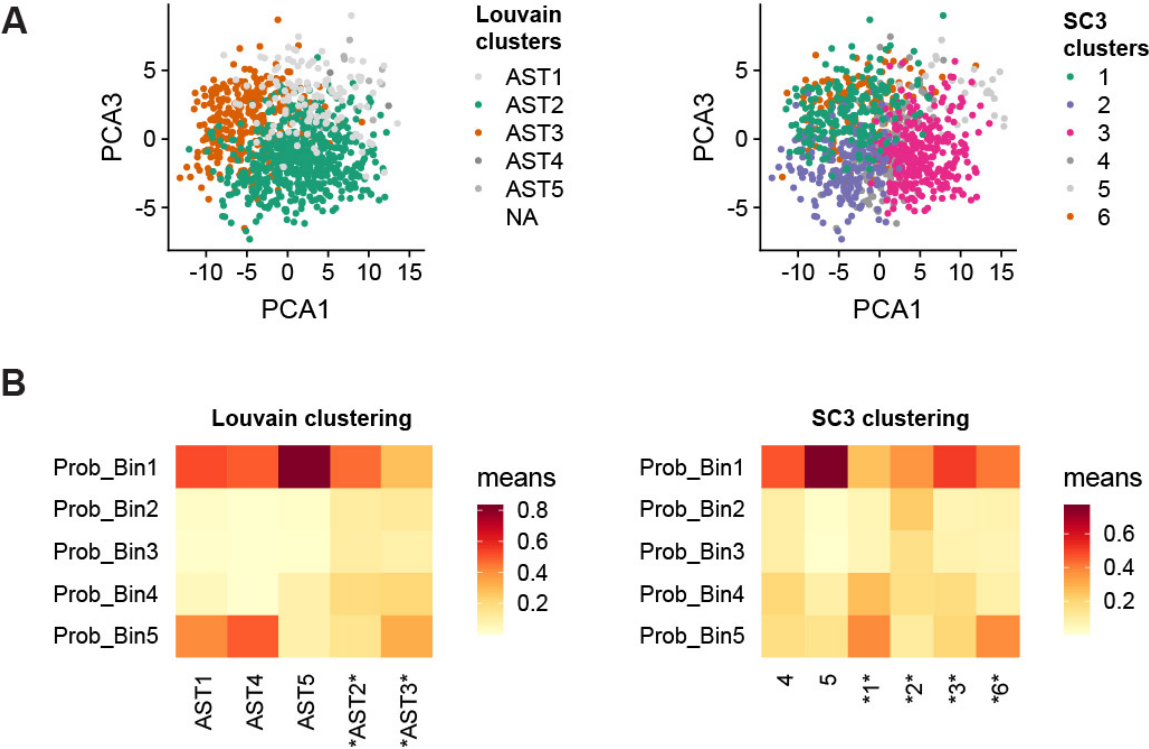 A
Louvain
clusters
AST1
AST2
AST3
AST4
AST5
NA
PCA3
5
0
-5
-10 -5 0 5 10 15
PCA1
SC3
clusters
1
2
3
4
5
6
PCA3
5
0
-5
-10 -5 0 5 10 15
PCA1
B
Louvain clustering
Prob_Bin1
Prob_Bin2
Prob_Bin3
Prob_Bin4
Prob_Bin5
AST1 AST4 AST5 *AST2* *AST3*
means
0.8
0.6
0.4
0.2
SC3 clustering
Prob_Bin1
Prob_Bin2
Prob_Bin3
Prob_Bin4
Prob_Bin5
4 5 *1* *2* *3* *6*
means
0.6
0.4
0.2